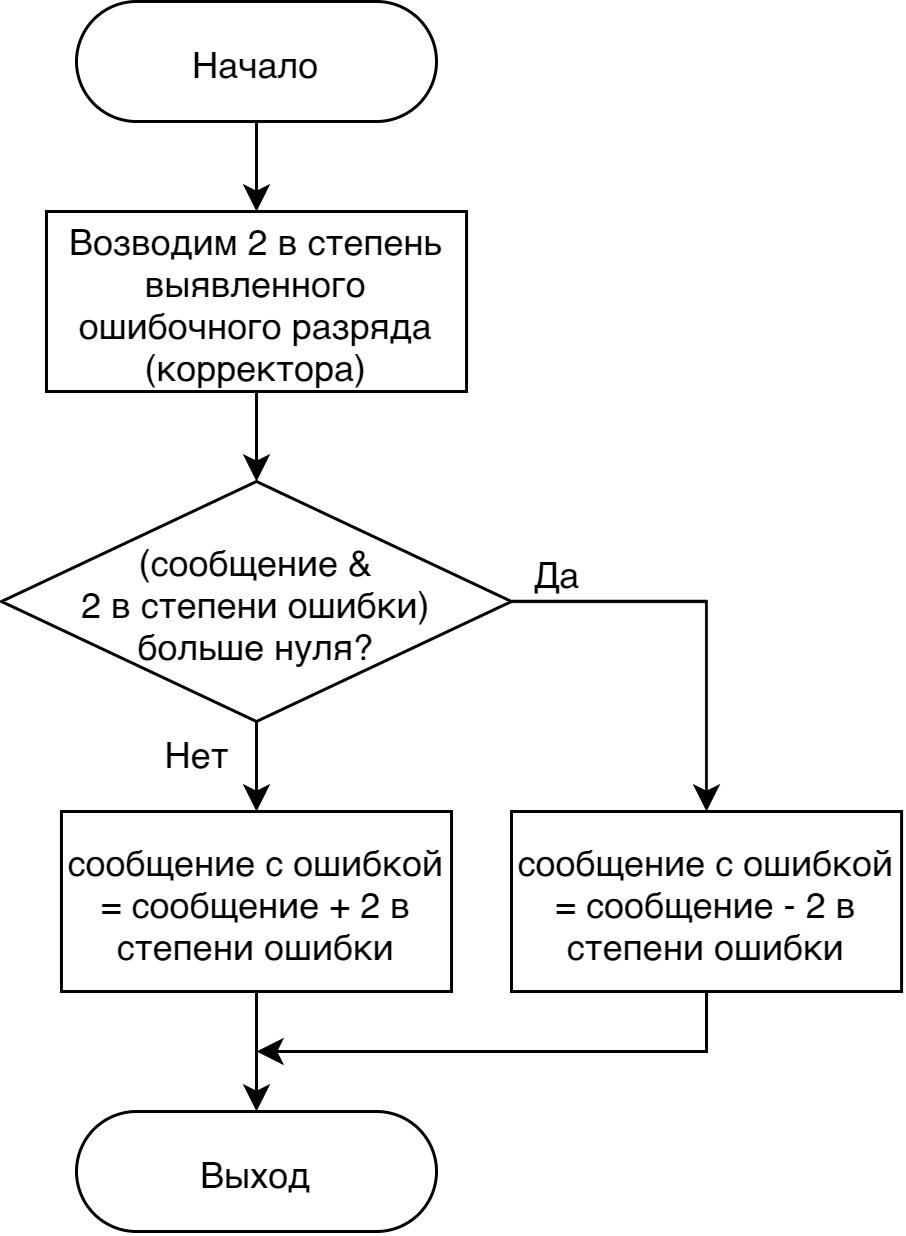 Начало
Возводим 2 в степень
выявленного
ошибочного разряда
(корректора)
(сообщение &
2 в степени ошибки)
больше нуля?
Да
Нет
сообщение с ошибкой
= сообщение + 2 в
степени ошибки
сообщение с ошибкой
= сообщение - 2 в
степени ошибки
Выход